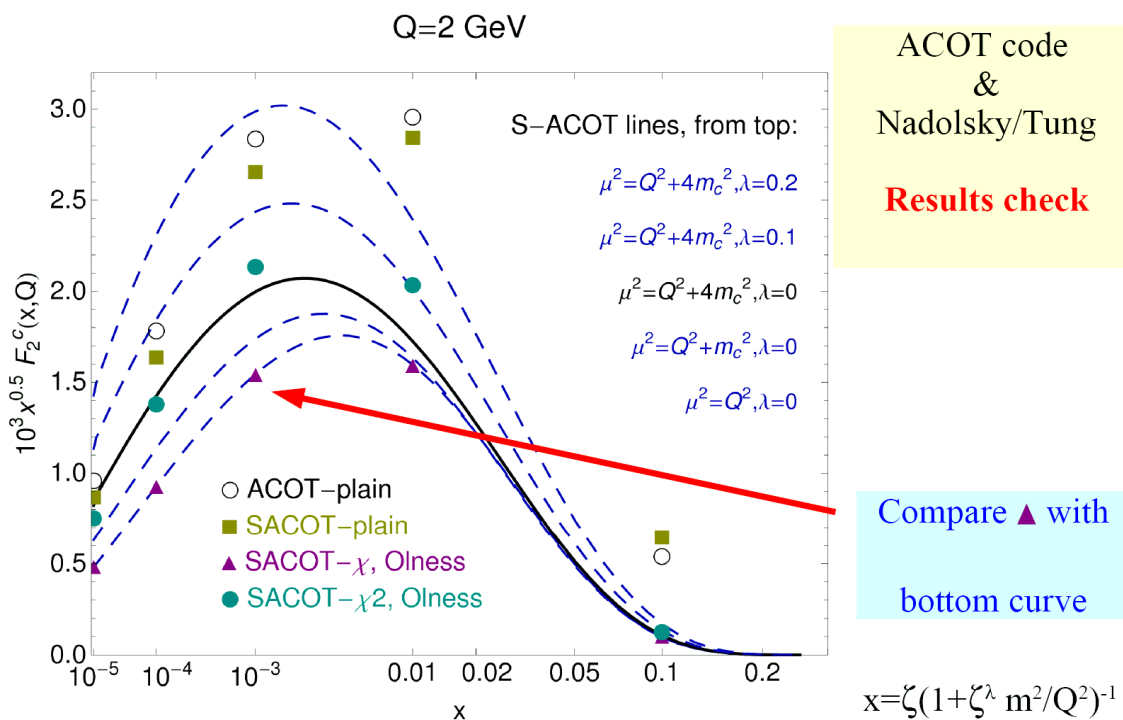 Q=2 GeV
10³ x⁰·⁵ F₂ᶜ(x,Q)
3.0
2.5
2.0
1.5
1.0
0.5
0.0
10⁻⁵
10⁻⁴
10⁻³
0.01
0.02
0.05
0.1
0.2
x
S−ACOT lines, from top:
μ²=Q²+4m_c²,λ=0.2
μ²=Q²+4m_c²,λ=0.1
μ²=Q²+4m_c²,λ=0
μ²=Q²+m_c²,λ=0
μ²=Q²,λ=0
ACOT−plain
SACOT−plain
SACOT−χ, Olness
SACOT−χ2, Olness
ACOT code
&
Nadolsky/Tung
Results check
Compare ▲ with
bottom curve
x=ζ(1+ζ^λ m²/Q²)⁻¹